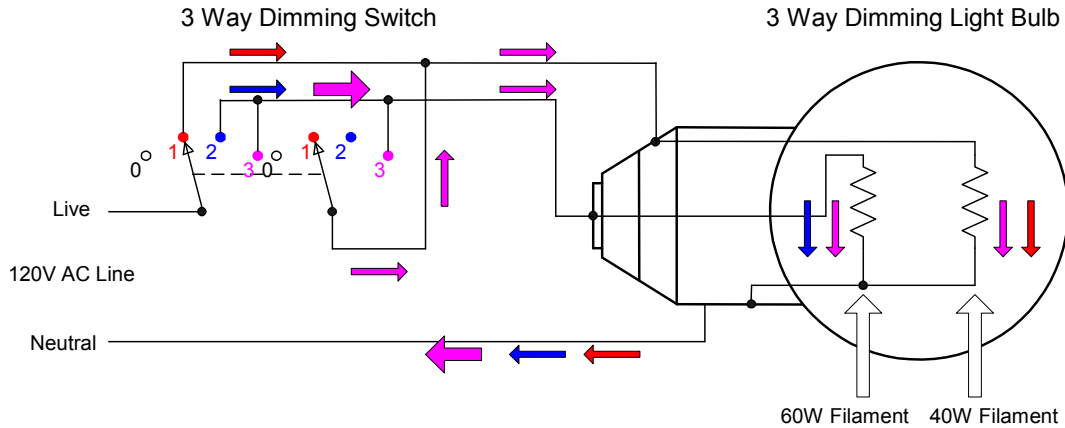 3 Way Dimming Switch
3 Way Dimming Light Bulb
0 1 2 3 0 1 2 3
Live
120V AC Line
Neutral
60W Filament
40W Filament